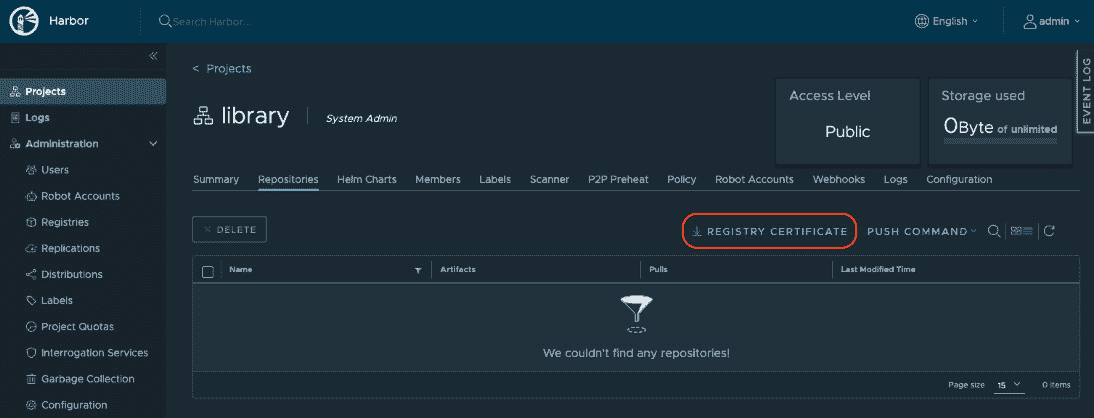 Harbor
Search Harbor...
English
admin
EVENT LOG
Projects
Logs
Administration
Users
Robot Accounts
Registries
Replications
Distributions
Labels
Project Quotas
Interrogation Services
Garbage Collection
Configuration
< Projects
library
System Admin
Access Level
Public
Storage used
0Byte of unlimited
Summary Repositories Helm Charts Members Labels Scanner P2P Preheat Policy Robot Accounts Webhooks Logs Configuration
DELETE REGISTRY CERTIFICATE PUSH COMMAND
Name Artifacts Pulls Last Modified Time
We couldn't find any repositories!
Page size 15 0 items